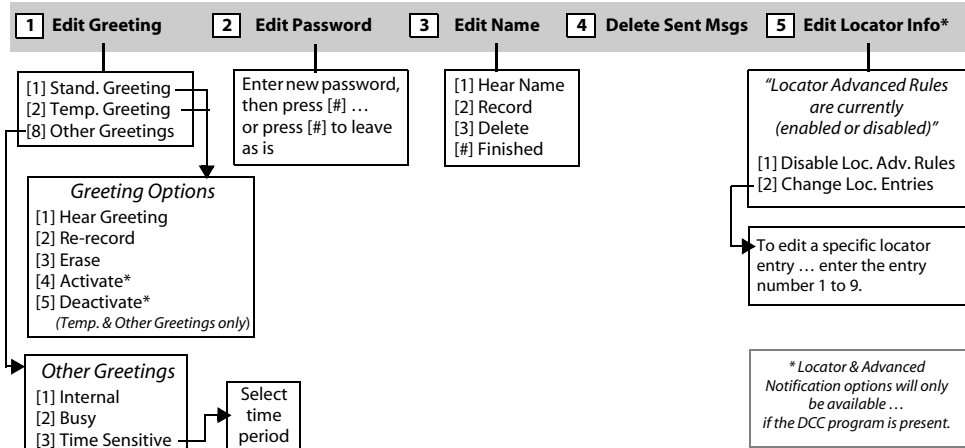 1 Edit Greeting 2 Edit Password 3 Edit Name 4 Delete Sent Msgs 5 Edit Locator Info*
[1] Stand. Greeting
[2] Temp. Greeting
[8] Other Greetings
Enter new password,
then press [#] …
or press [#] to leave
as is
[1] Hear Name
[2] Record
[3] Delete
[#] Finished
“Locator Advanced Rules
are currently
(enabled or disabled)”
[1] Disable Loc. Adv. Rules
[2] Change Loc. Entries
Greeting Options
[1] Hear Greeting
[2] Re-record
[3] Erase
[4] Activate*
[5] Deactivate*
(Temp. & Other Greetings only)
To edit a specific locator
entry … enter the entry
number 1 to 9.
Other Greetings
[1] Internal
[2] Busy
[3] Time Sensitive
Select
time
period
* Locator & Advanced
Notification options will only
be available …
if the DCC program is present.